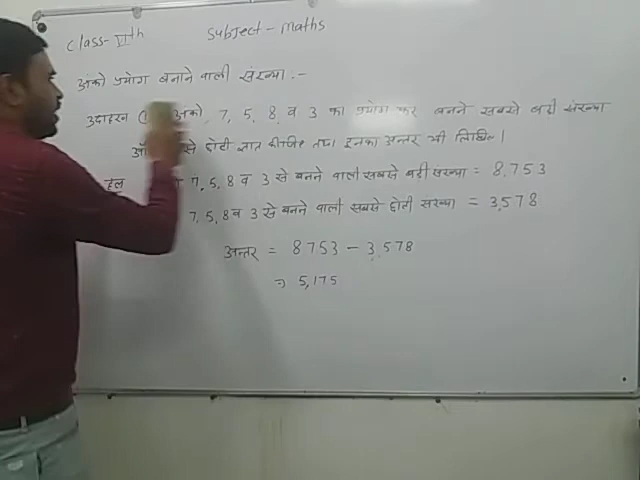 Class- VIth Subject - Maths
अंको प्रयोग बनाने वाली संख्या :-
उदाहरन (1) अंको, 7, 5, 8, व 3 का प्रयोग कर बनने सबसे बड़ी संख्या
से छोटी ज्ञात कीजिए तथा इनका अन्तर भी लिखिए।
हल 7, 5, 8 व 3 से बनने वाली सबसे बड़ी संख्या = 8,753
7, 5, 8 व 3 से बनने वाली सबसे छोटी संख्या = 3,578
अन्तर = 8753 - 3,578
⇒ 5,175